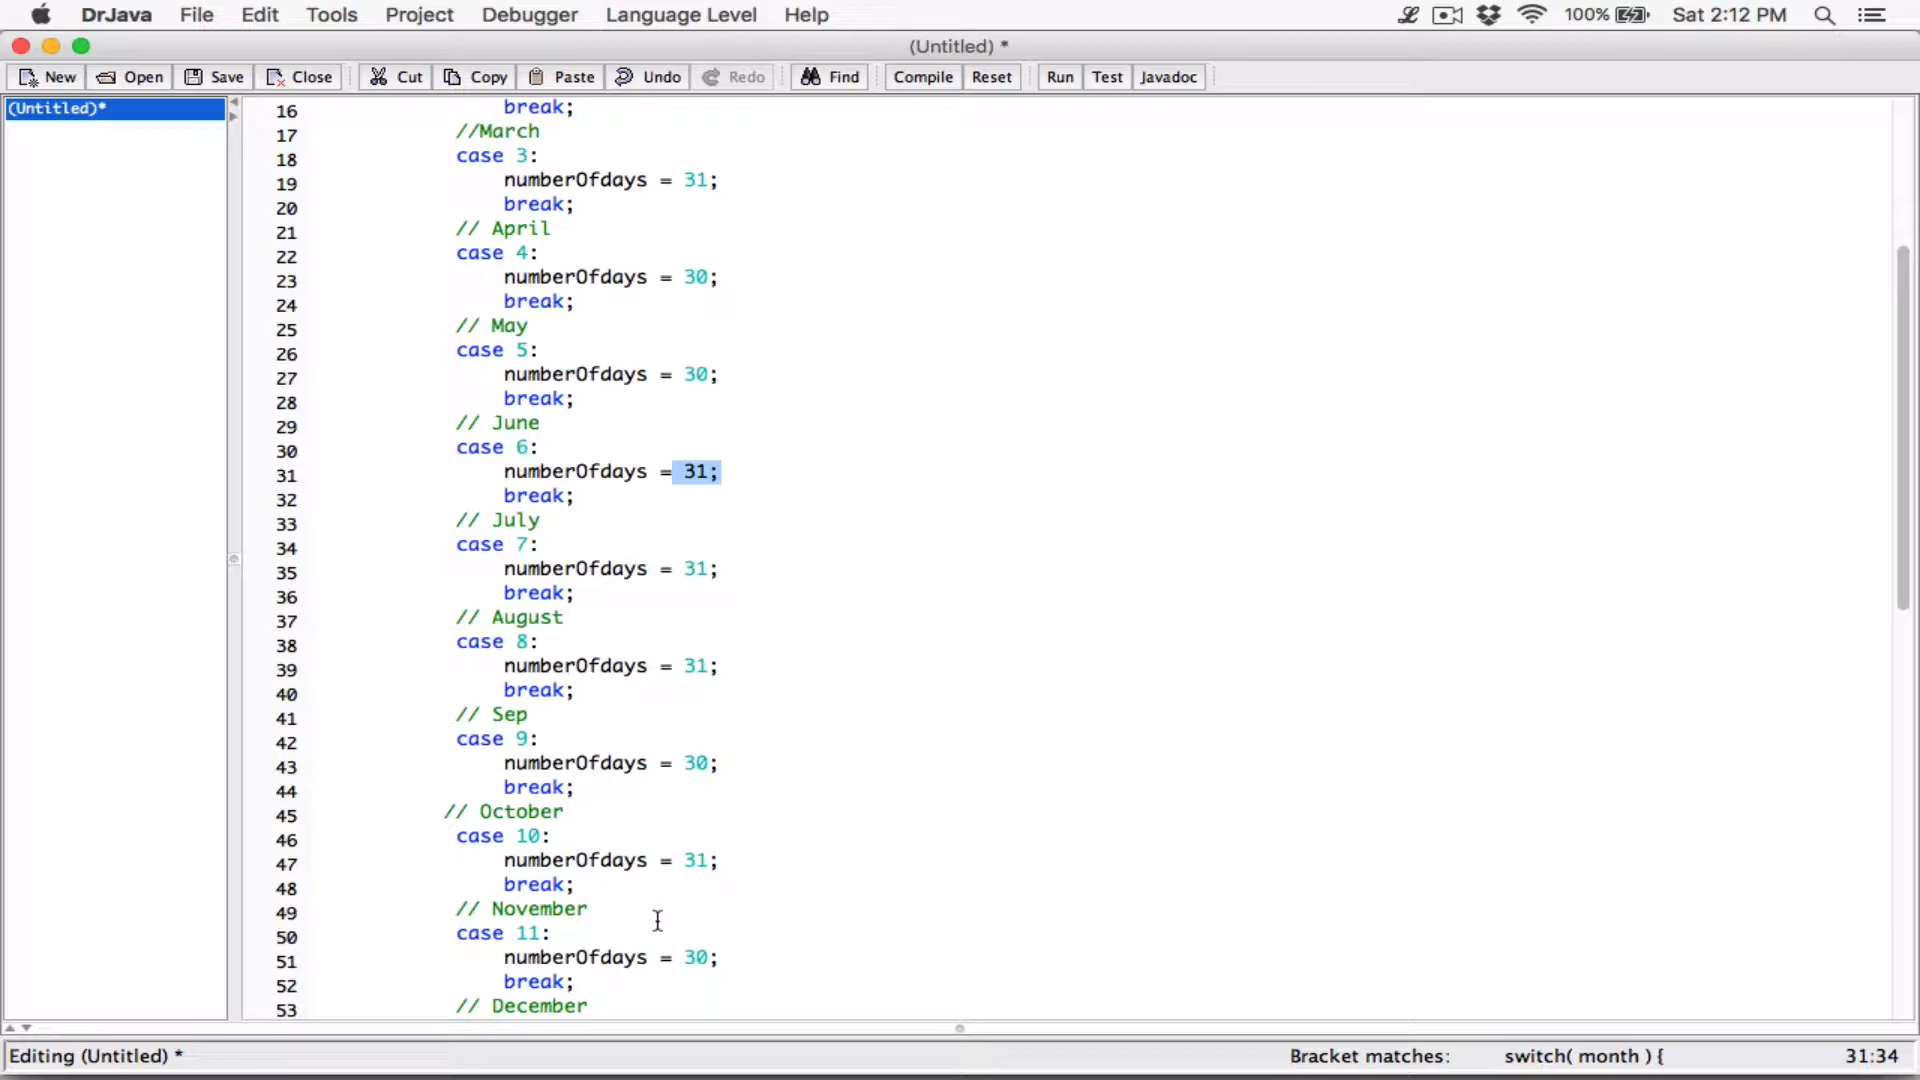 DrJava File Edit Tools Project Debugger Language Level Help 100% Sat 2:12 PM
(Untitled) *
New Open Save Close Cut Copy Paste Undo Redo Find Compile Reset Run Test Javadoc
(Untitled)*
16 break;
17 //March
18 case 3:
19 numberOfdays = 31;
20 break;
21 // April
22 case 4:
23 numberOfdays = 30;
24 break;
25 // May
26 case 5:
27 numberOfdays = 30;
28 break;
29 // June
30 case 6:
31 numberOfdays = 31;
32 break;
33 // July
34 case 7:
35 numberOfdays = 31;
36 break;
37 // August
38 case 8:
39 numberOfdays = 31;
40 break;
41 // Sep
42 case 9:
43 numberOfdays = 30;
44 break;
45 // October
46 case 10:
47 numberOfdays = 31;
48 break;
49 // November
50 case 11:
51 numberOfdays = 30;
52 break;
53 // December
Editing (Untitled) * Bracket matches: switch( month ) { 31:34